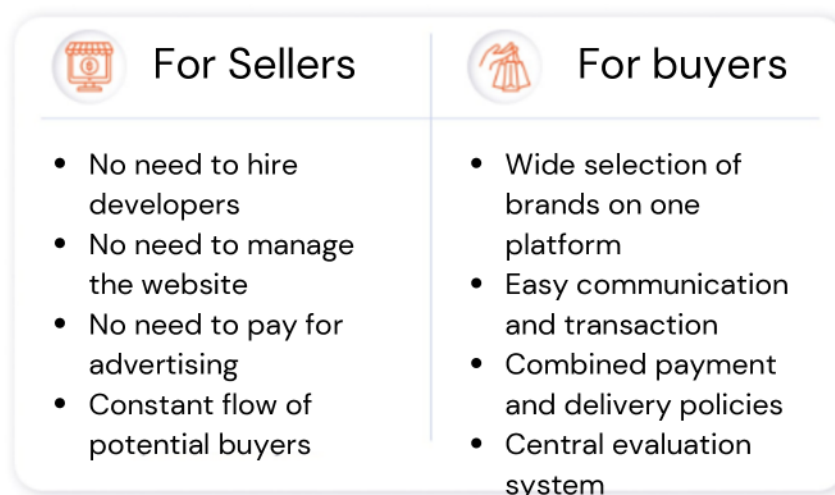 For Sellers
• No need to hire
developers
• No need to manage
the website
• No need to pay for
advertising
• Constant flow of
potential buyers
For buyers
• Wide selection of
brands on one
platform
• Easy communication
and transaction
• Combined payment
and delivery policies
• Central evaluation
system